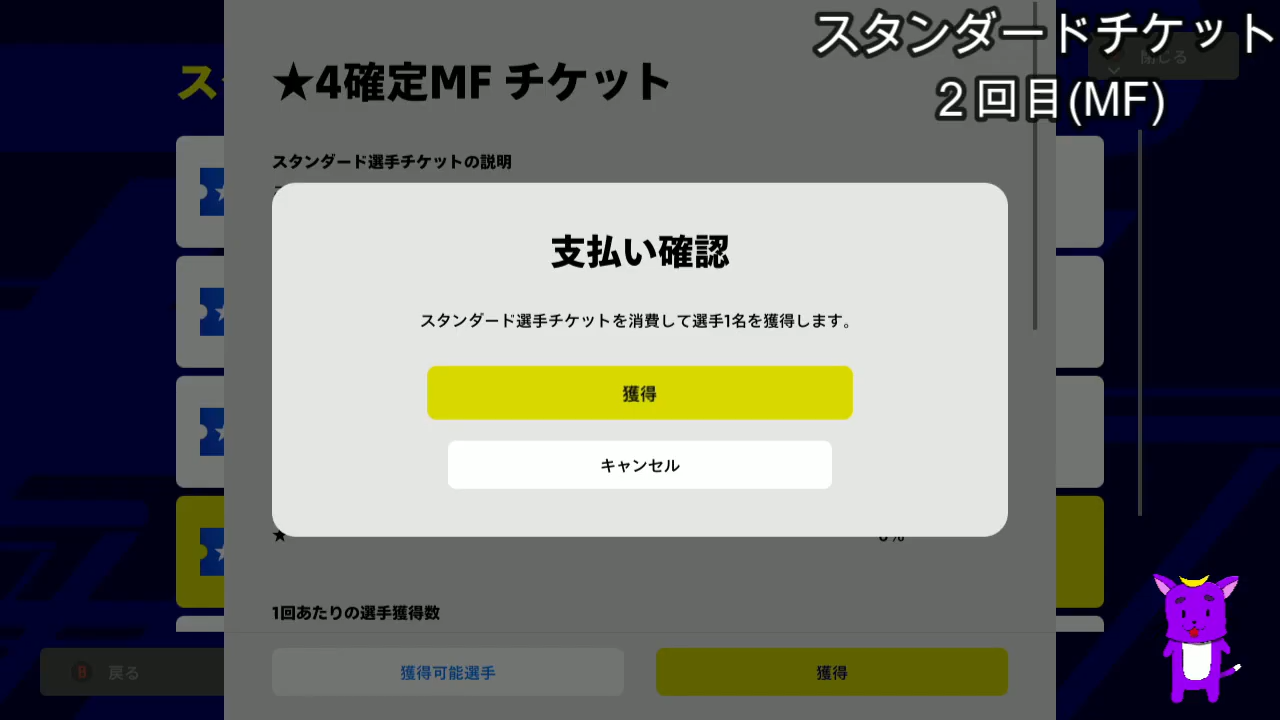 スタンダードチケット
２回目(MF)
閉じる
ス
★4確定MF チケット
スタンダード選手チケットの説明
支払い確認
スタンダード選手チケットを消費して選手1名を獲得します。
獲得
キャンセル
★
1回あたりの選手獲得数
B 戻る
獲得可能選手
獲得